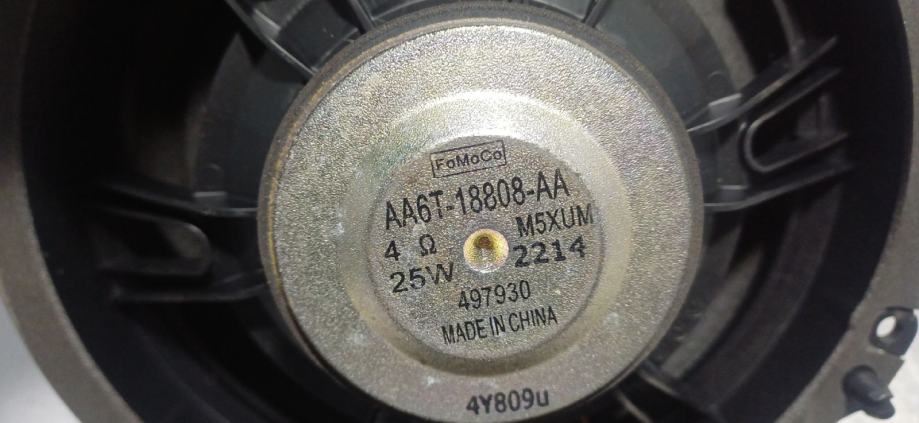 FoMoCo
AA6T-18808-AA
4 Ω M5XUM
25W 2214
497930
MADE IN CHINA
4Y809u